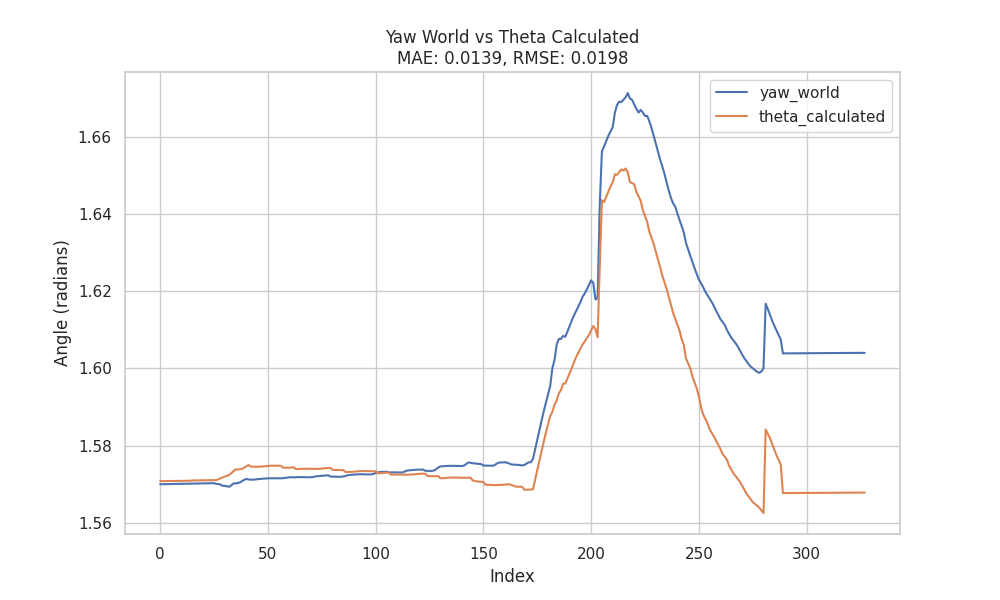 Yaw World vs Theta Calculated
MAE: 0.0139, RMSE: 0.0198
yaw_world
theta_calculated
Angle (radians)
1.66
1.64
1.62
1.60
1.58
1.56
0 50 100 150 200 250 300
Index